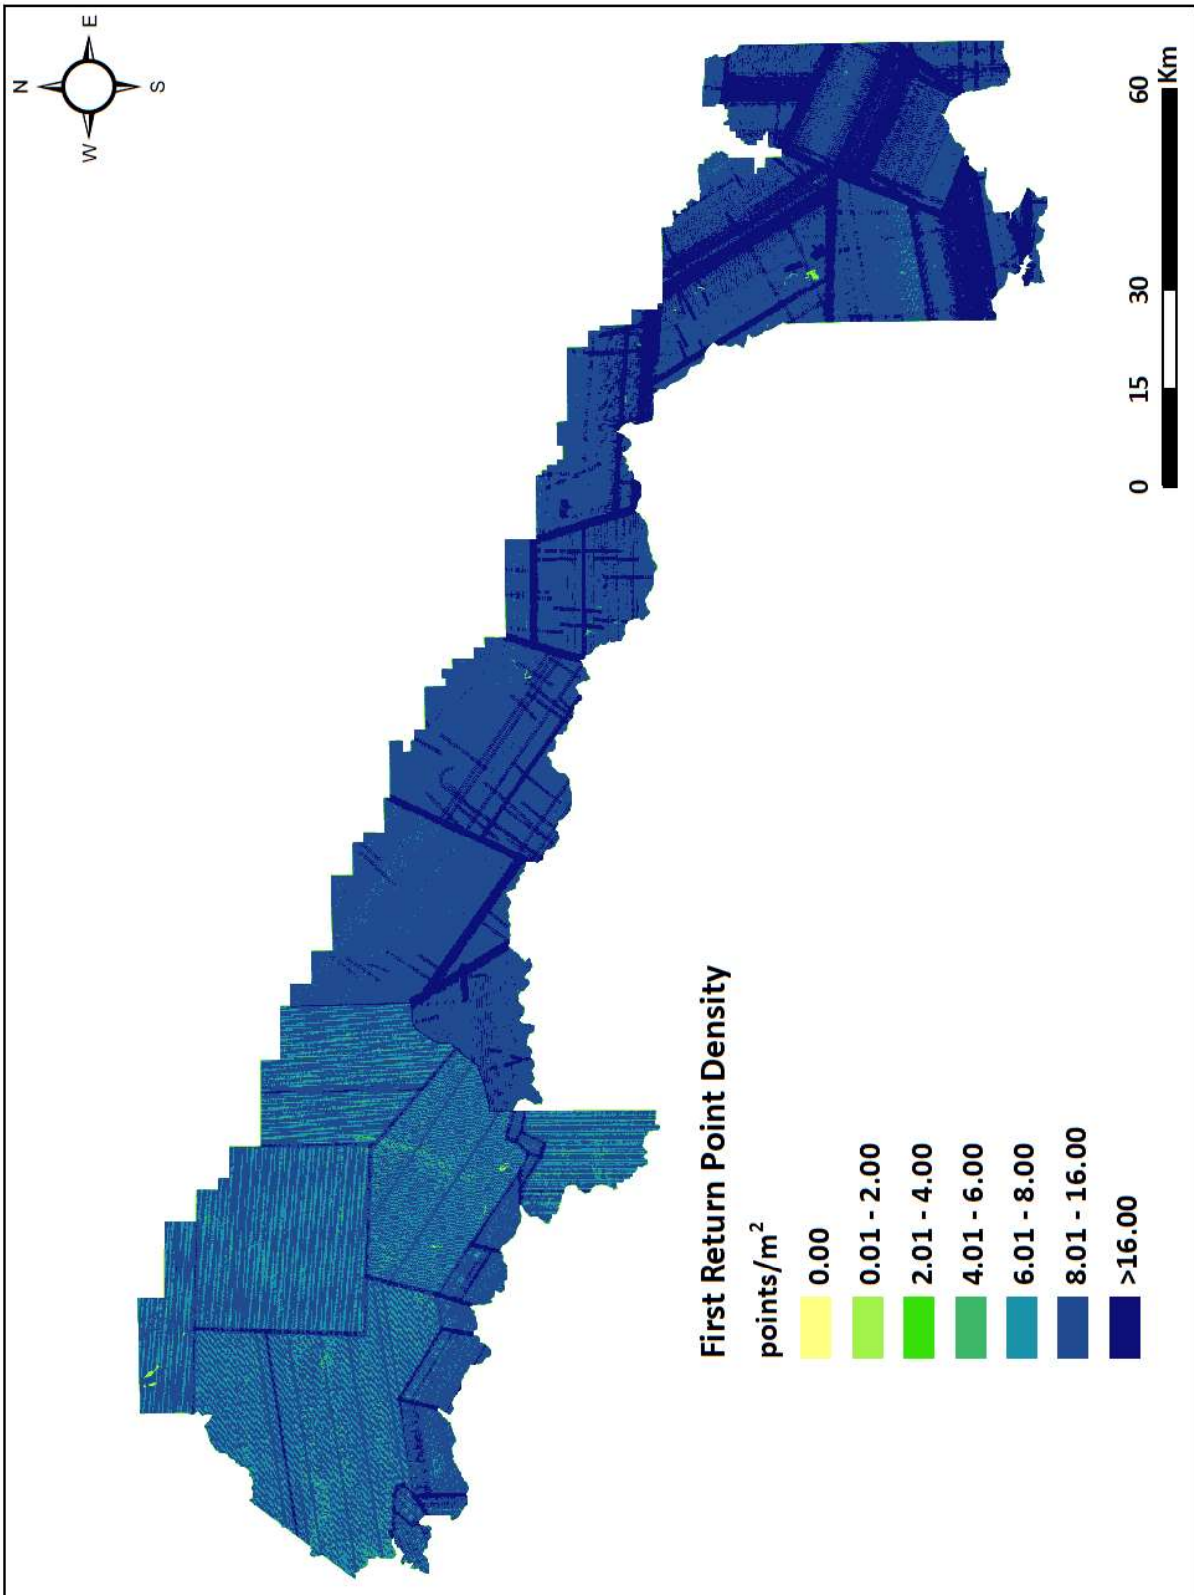 N
W
E
S
First Return Point Density
points/m²
0.00
0.01 - 2.00
2.01 - 4.00
4.01 - 6.00
6.01 - 8.00
8.01 - 16.00
>16.00
0 15 30 60
Km